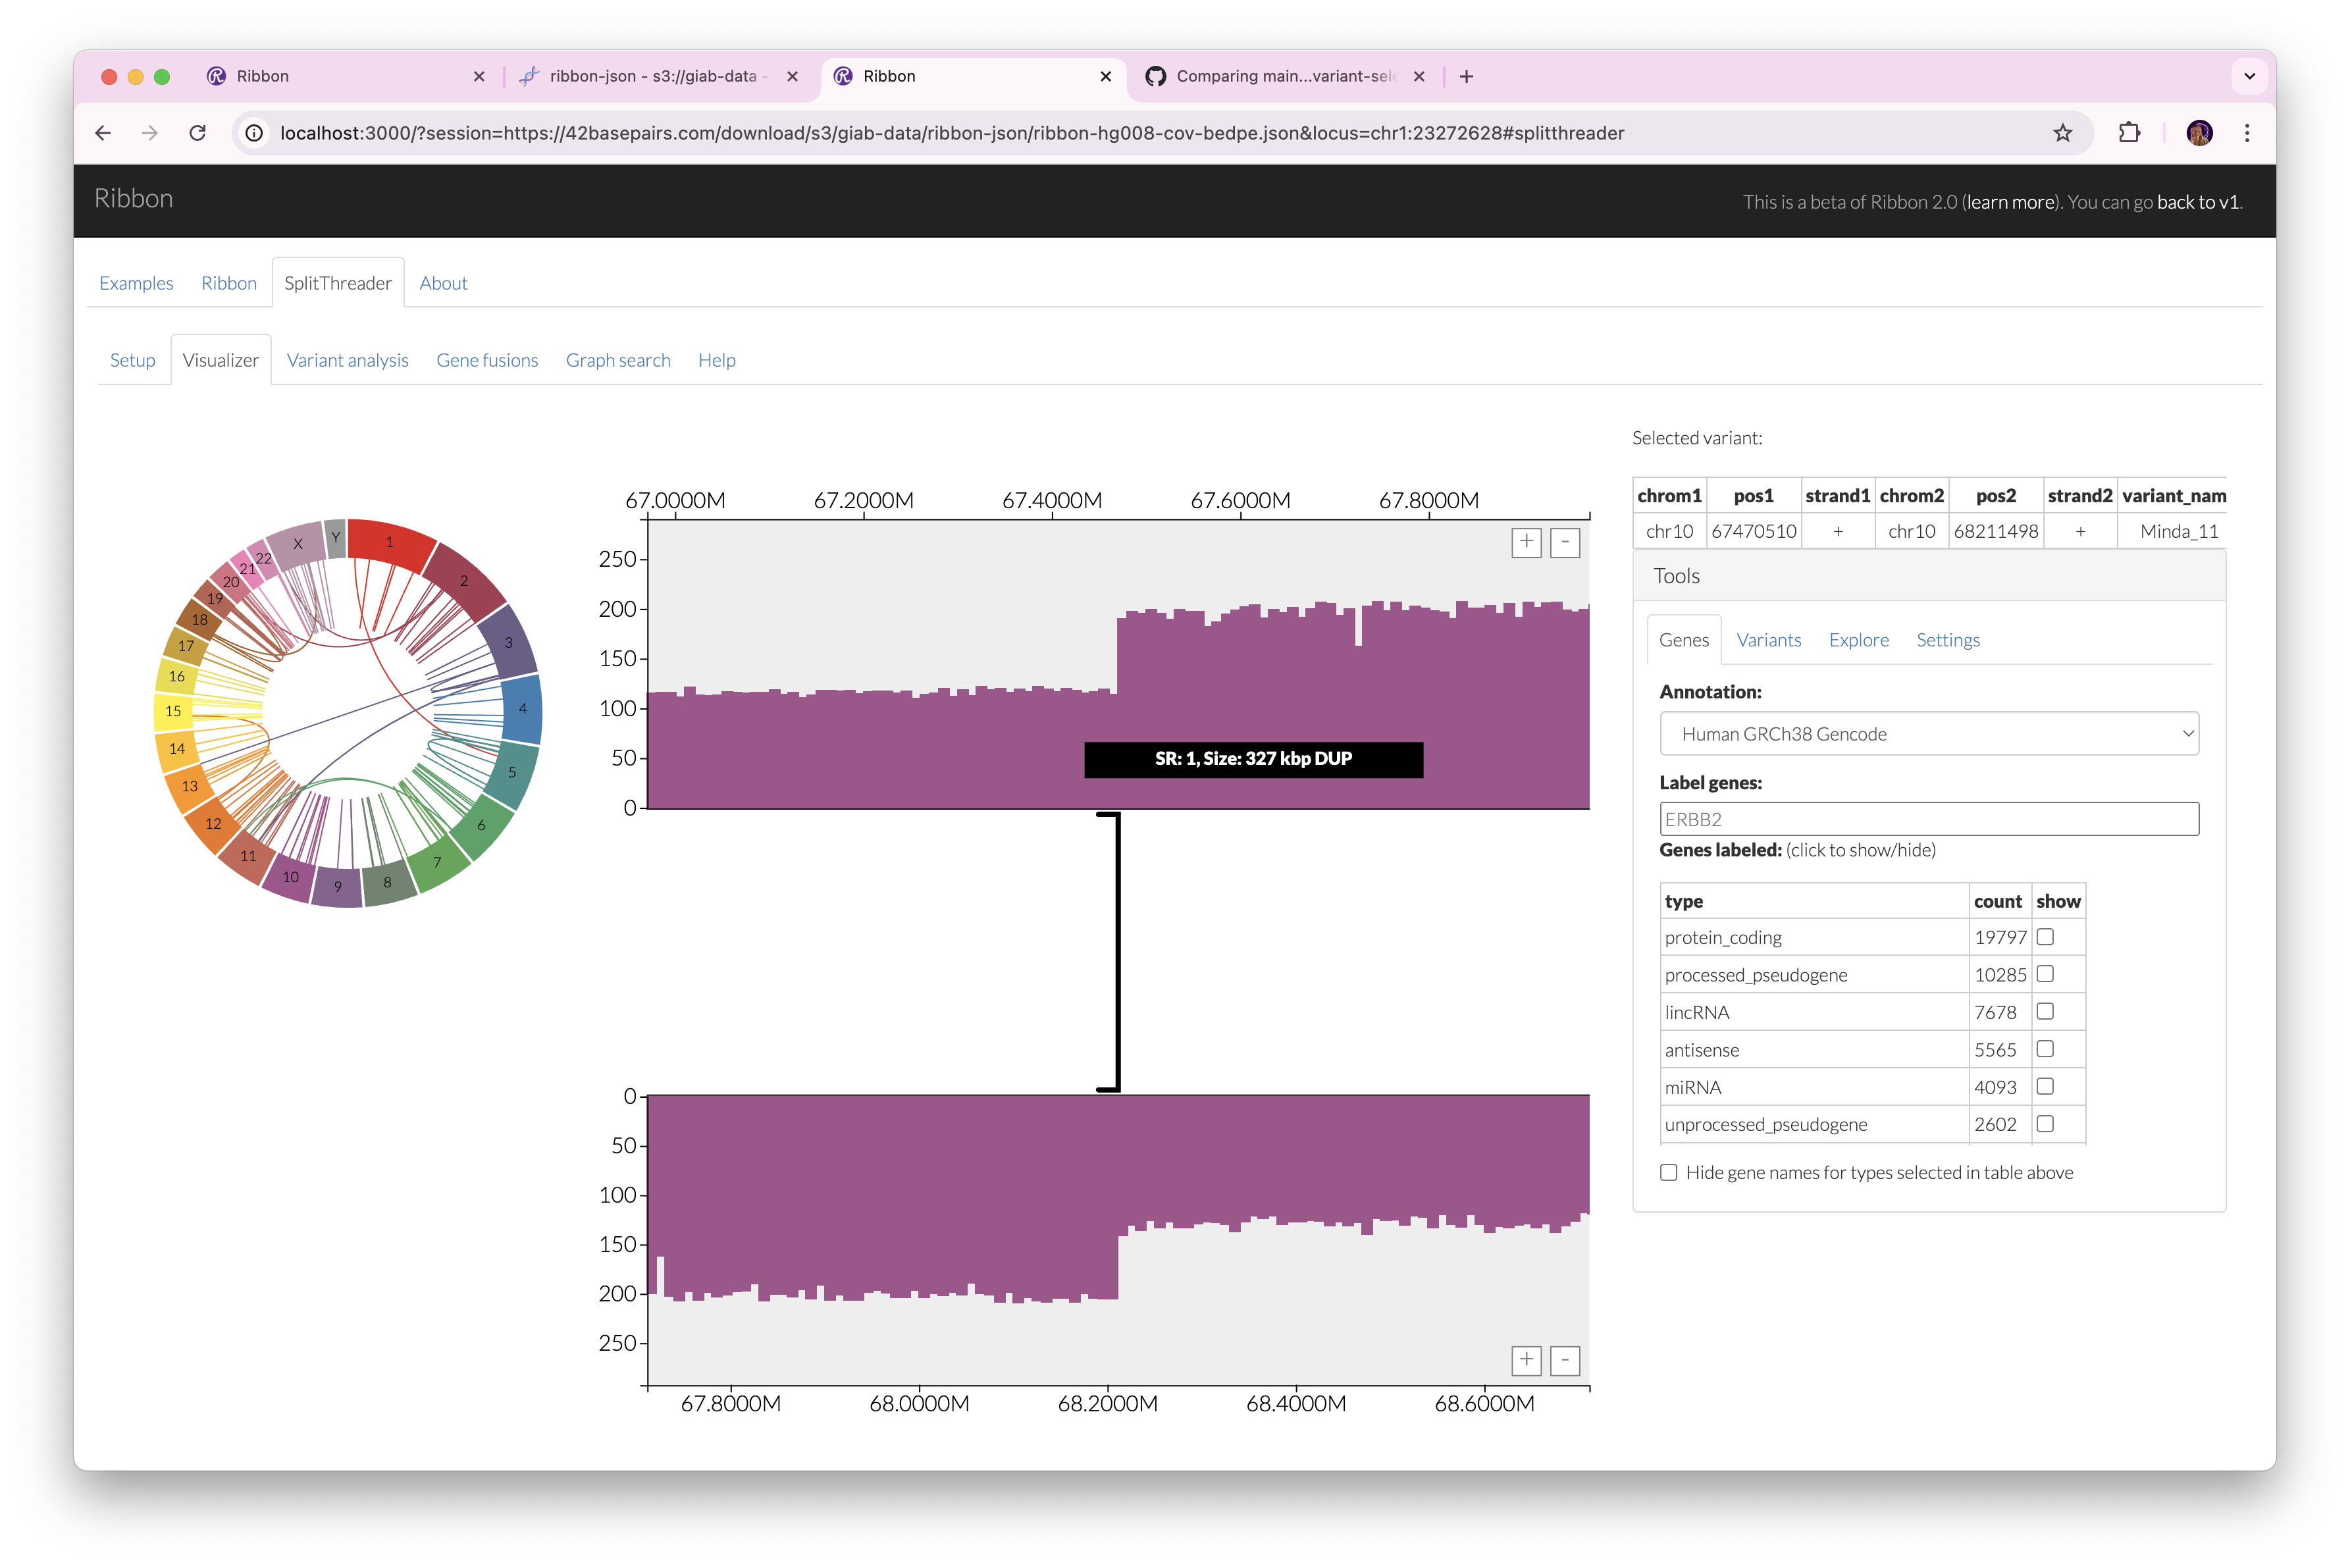 Ribbon
ribbon-json - s3://giab-data -
Ribbon
Comparing main...variant-sele
localhost:3000/?session=https://42basepairs.com/download/s3/giab-data/ribbon-json/ribbon-hg008-cov-bedpe.json&locus=chr1:23272628#splitthreader
Ribbon
This is a beta of Ribbon 2.0 (learn more). You can go back to v1.
Examples Ribbon SplitThreader About
Setup Visualizer Variant analysis Gene fusions Graph search Help
1
2
3
4
5
6
7
8
9
10
11
12
13
14
15
16
17
18
19
20
21
22
X
Y
67.0000M 67.2000M 67.4000M 67.6000M 67.8000M
+ -
250
200
150
100
50
0
SR: 1, Size: 327 kbp DUP
0
50
100
150
200
250
+ -
67.8000M 68.0000M 68.2000M 68.4000M 68.6000M
Selected variant:
chrom1 pos1 strand1 chrom2 pos2 strand2 variant_nam
chr10 67470510 + chr10 68211498 + Minda_11
Tools
Genes Variants Explore Settings
Annotation:
Human GRCh38 Gencode
Label genes:
ERBB2
Genes labeled: (click to show/hide)
type count show
protein_coding 19797
processed_pseudogene 10285
lincRNA 7678
antisense 5565
miRNA 4093
unprocessed_pseudogene 2602
Hide gene names for types selected in table above